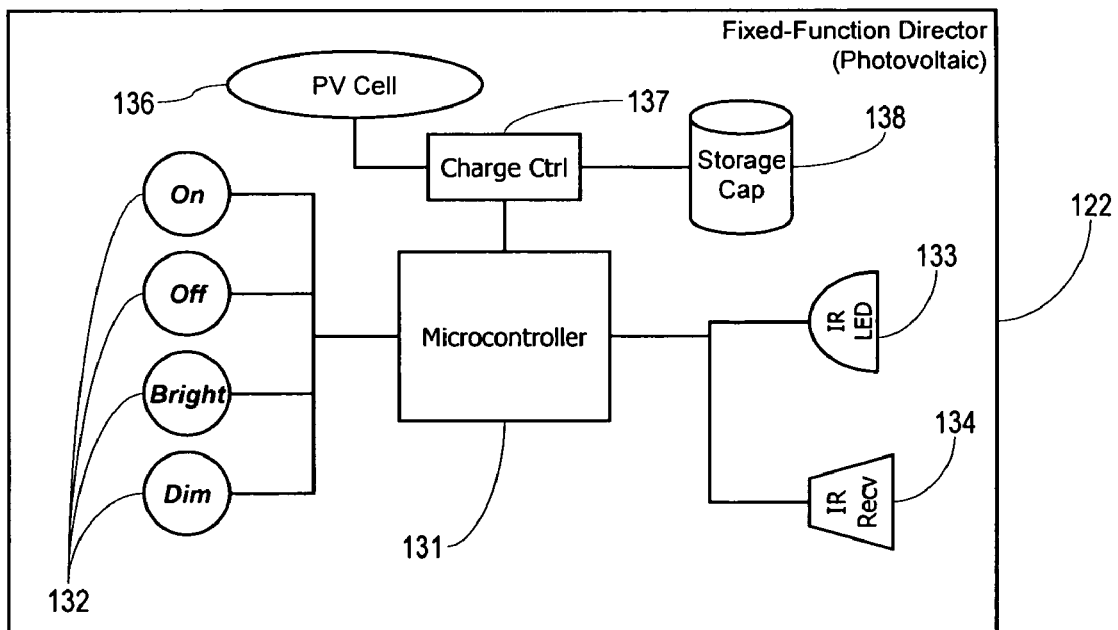 Fixed-Function Director
(Photovoltaic)
PV Cell
136
137
138
Charge Ctrl
Storage
Cap
On
Off
Bright
Dim
132
Microcontroller
131
122
133
IR
LED
134
IR
Recv